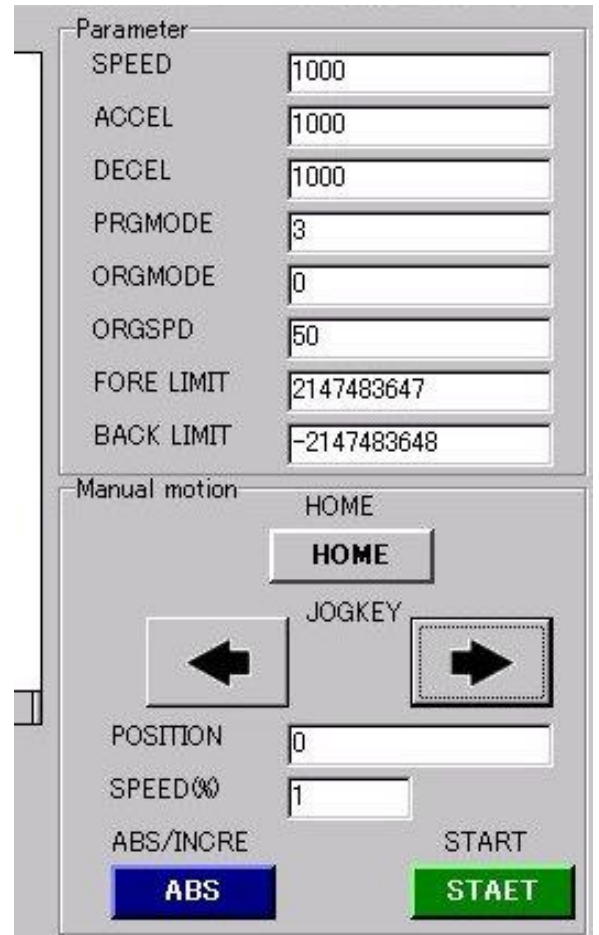 Parameter
SPEED 1000
ACCEL 1000
DECEL 1000
PRGMODE 3
ORGMODE 0
ORGSPD 50
FORE LIMIT 2147483647
BACK LIMIT -2147483648
Manual motion
HOME
HOME
JOGKEY
POSITION 0
SPEED(%) 1
ABS/INCRE START
ABS STAET